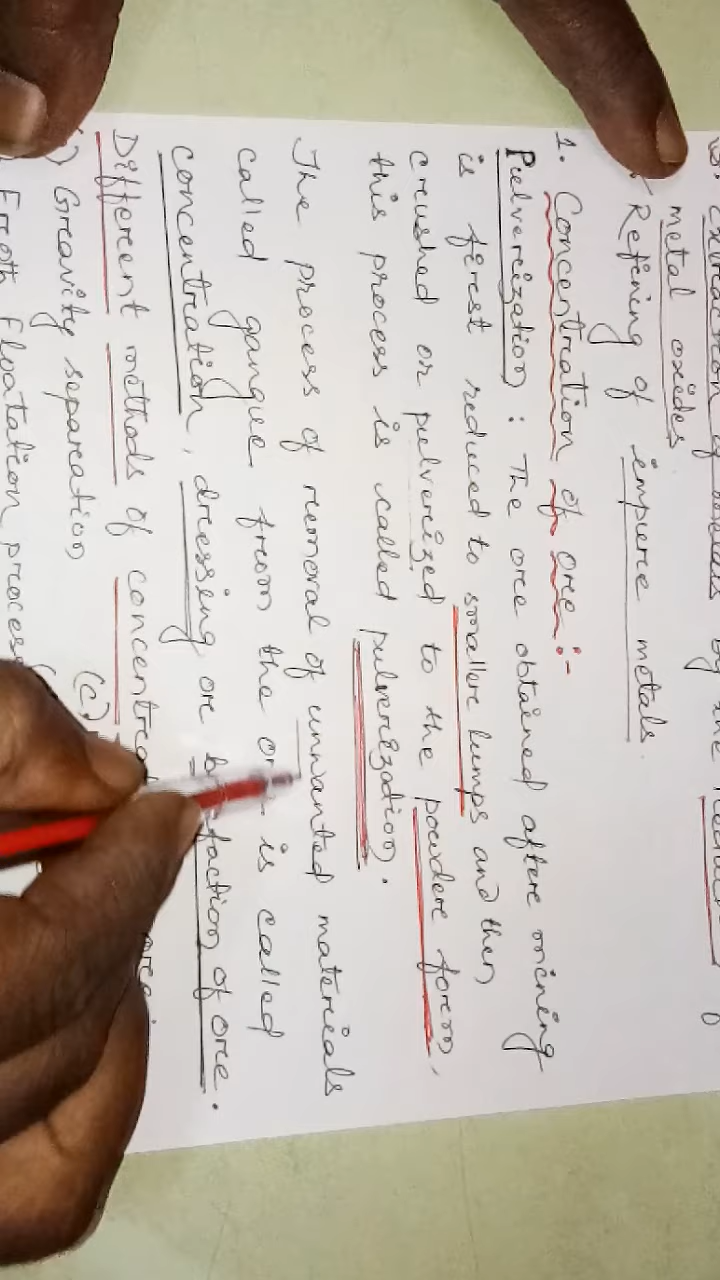 metal oxides
Refining of impure metals.
1. Concentration of ore :-
Pulverization : The ore obtained after mining
is first reduced to smaller lumps and then
crushed or pulverized to the powder form,
this process is called pulverization.
The process of removal of unwanted materials
called gangue from the is called
concentration, dressing or of ore.
Different methods of
) Gravity separation (c)
Froth Floatation process